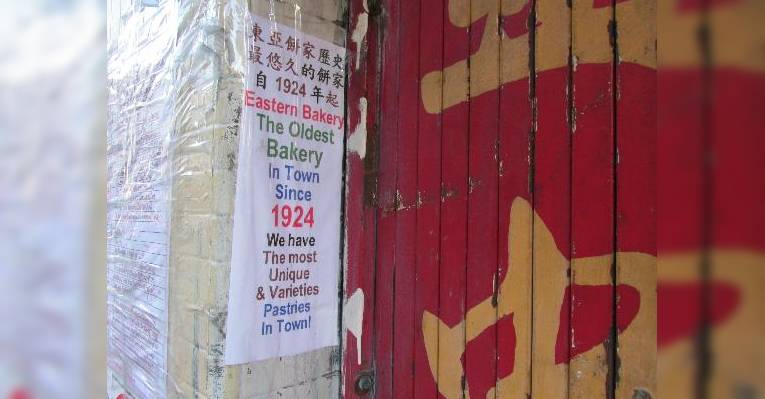 東亞餅家歷史
最悠久的餅家
自 1924 年起
Eastern Bakery
The Oldest
Bakery
In Town
Since
1924
We have
The most
Unique
& Varieties
Pastries
In Town!